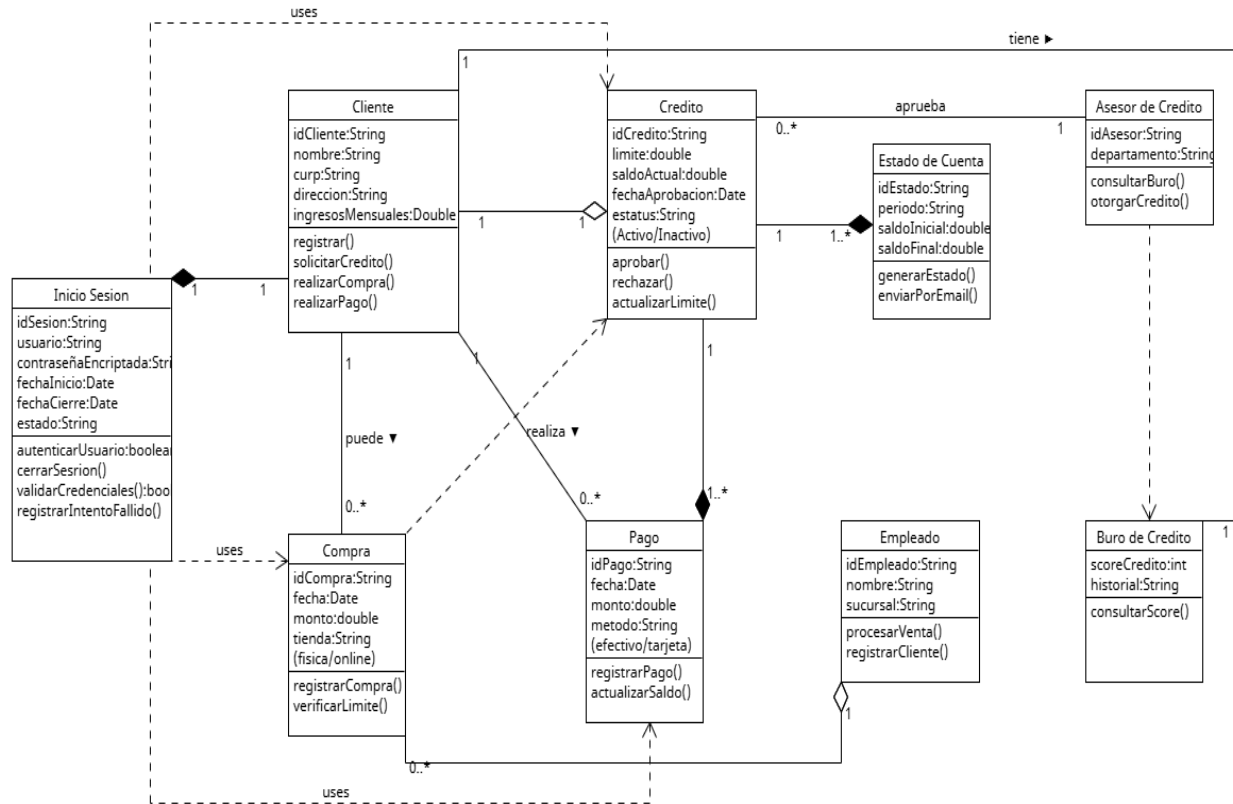 uses
tiene ▶
1
1
Cliente
idCliente:String
nombre:String
curp:String
direccion:String
ingresosMensuales:Double
registrar()
solicitarCredito()
realizarCompra()
realizarPago()
1
1
Credito
idCredito:String
limite:double
saldoActual:double
fechaAprobacion:Date
estatus:String
(Activo/Inactivo)
aprobar()
rechazar()
actualizarLimite()
aprueba
0..*
1
Asesor de Credito
idAsesor:String
departamento:String
consultarBuro()
otorgarCredito()
Estado de Cuenta
idEstado:String
periodo:String
saldoInicial:double
saldoFinal:double
generarEstado()
enviarPorEmail()
1
1..*
1
1
Inicio Sesion
idSesion:String
usuario:String
contraseñaEncriptada:Stri
fechaInicio:Date
fechaCierre:Date
estado:String
autenticarUsuario:boolear
cerrarSesrion()
validarCredenciales():boo
registrarIntentoFallido()
1
1
1
puede ▼
realiza ▼
0..*
0..*
1..*
uses
Compra
idCompra:String
fecha:Date
monto:double
tienda:String
(fisica/online)
registrarCompra()
verificarLimite()
Pago
idPago:String
fecha:Date
monto:double
metodo:String
(efectivo/tarjeta)
registrarPago()
actualizarSaldo()
Empleado
idEmpleado:String
nombre:String
sucursal:String
procesarVenta()
registrarCliente()
Buro de Credito
scoreCredito:int
historial:String
consultarScore()
1
0..*
uses